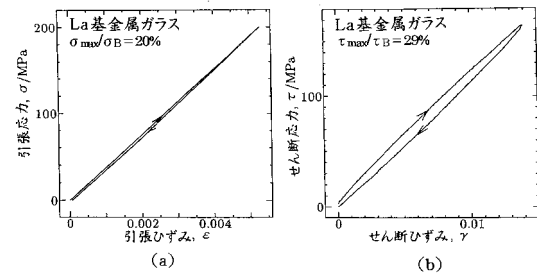 La基金属ガラス
σmax/σB=20%
引張応力, σ/MPa
200
100
0
0
0.002
0.004
引張ひずみ, ε
(a)
La基金属ガラス
τmax/τB=29%
せん断応力, τ/MPa
100
0
0
0.01
せん断ひずみ, γ
(b)